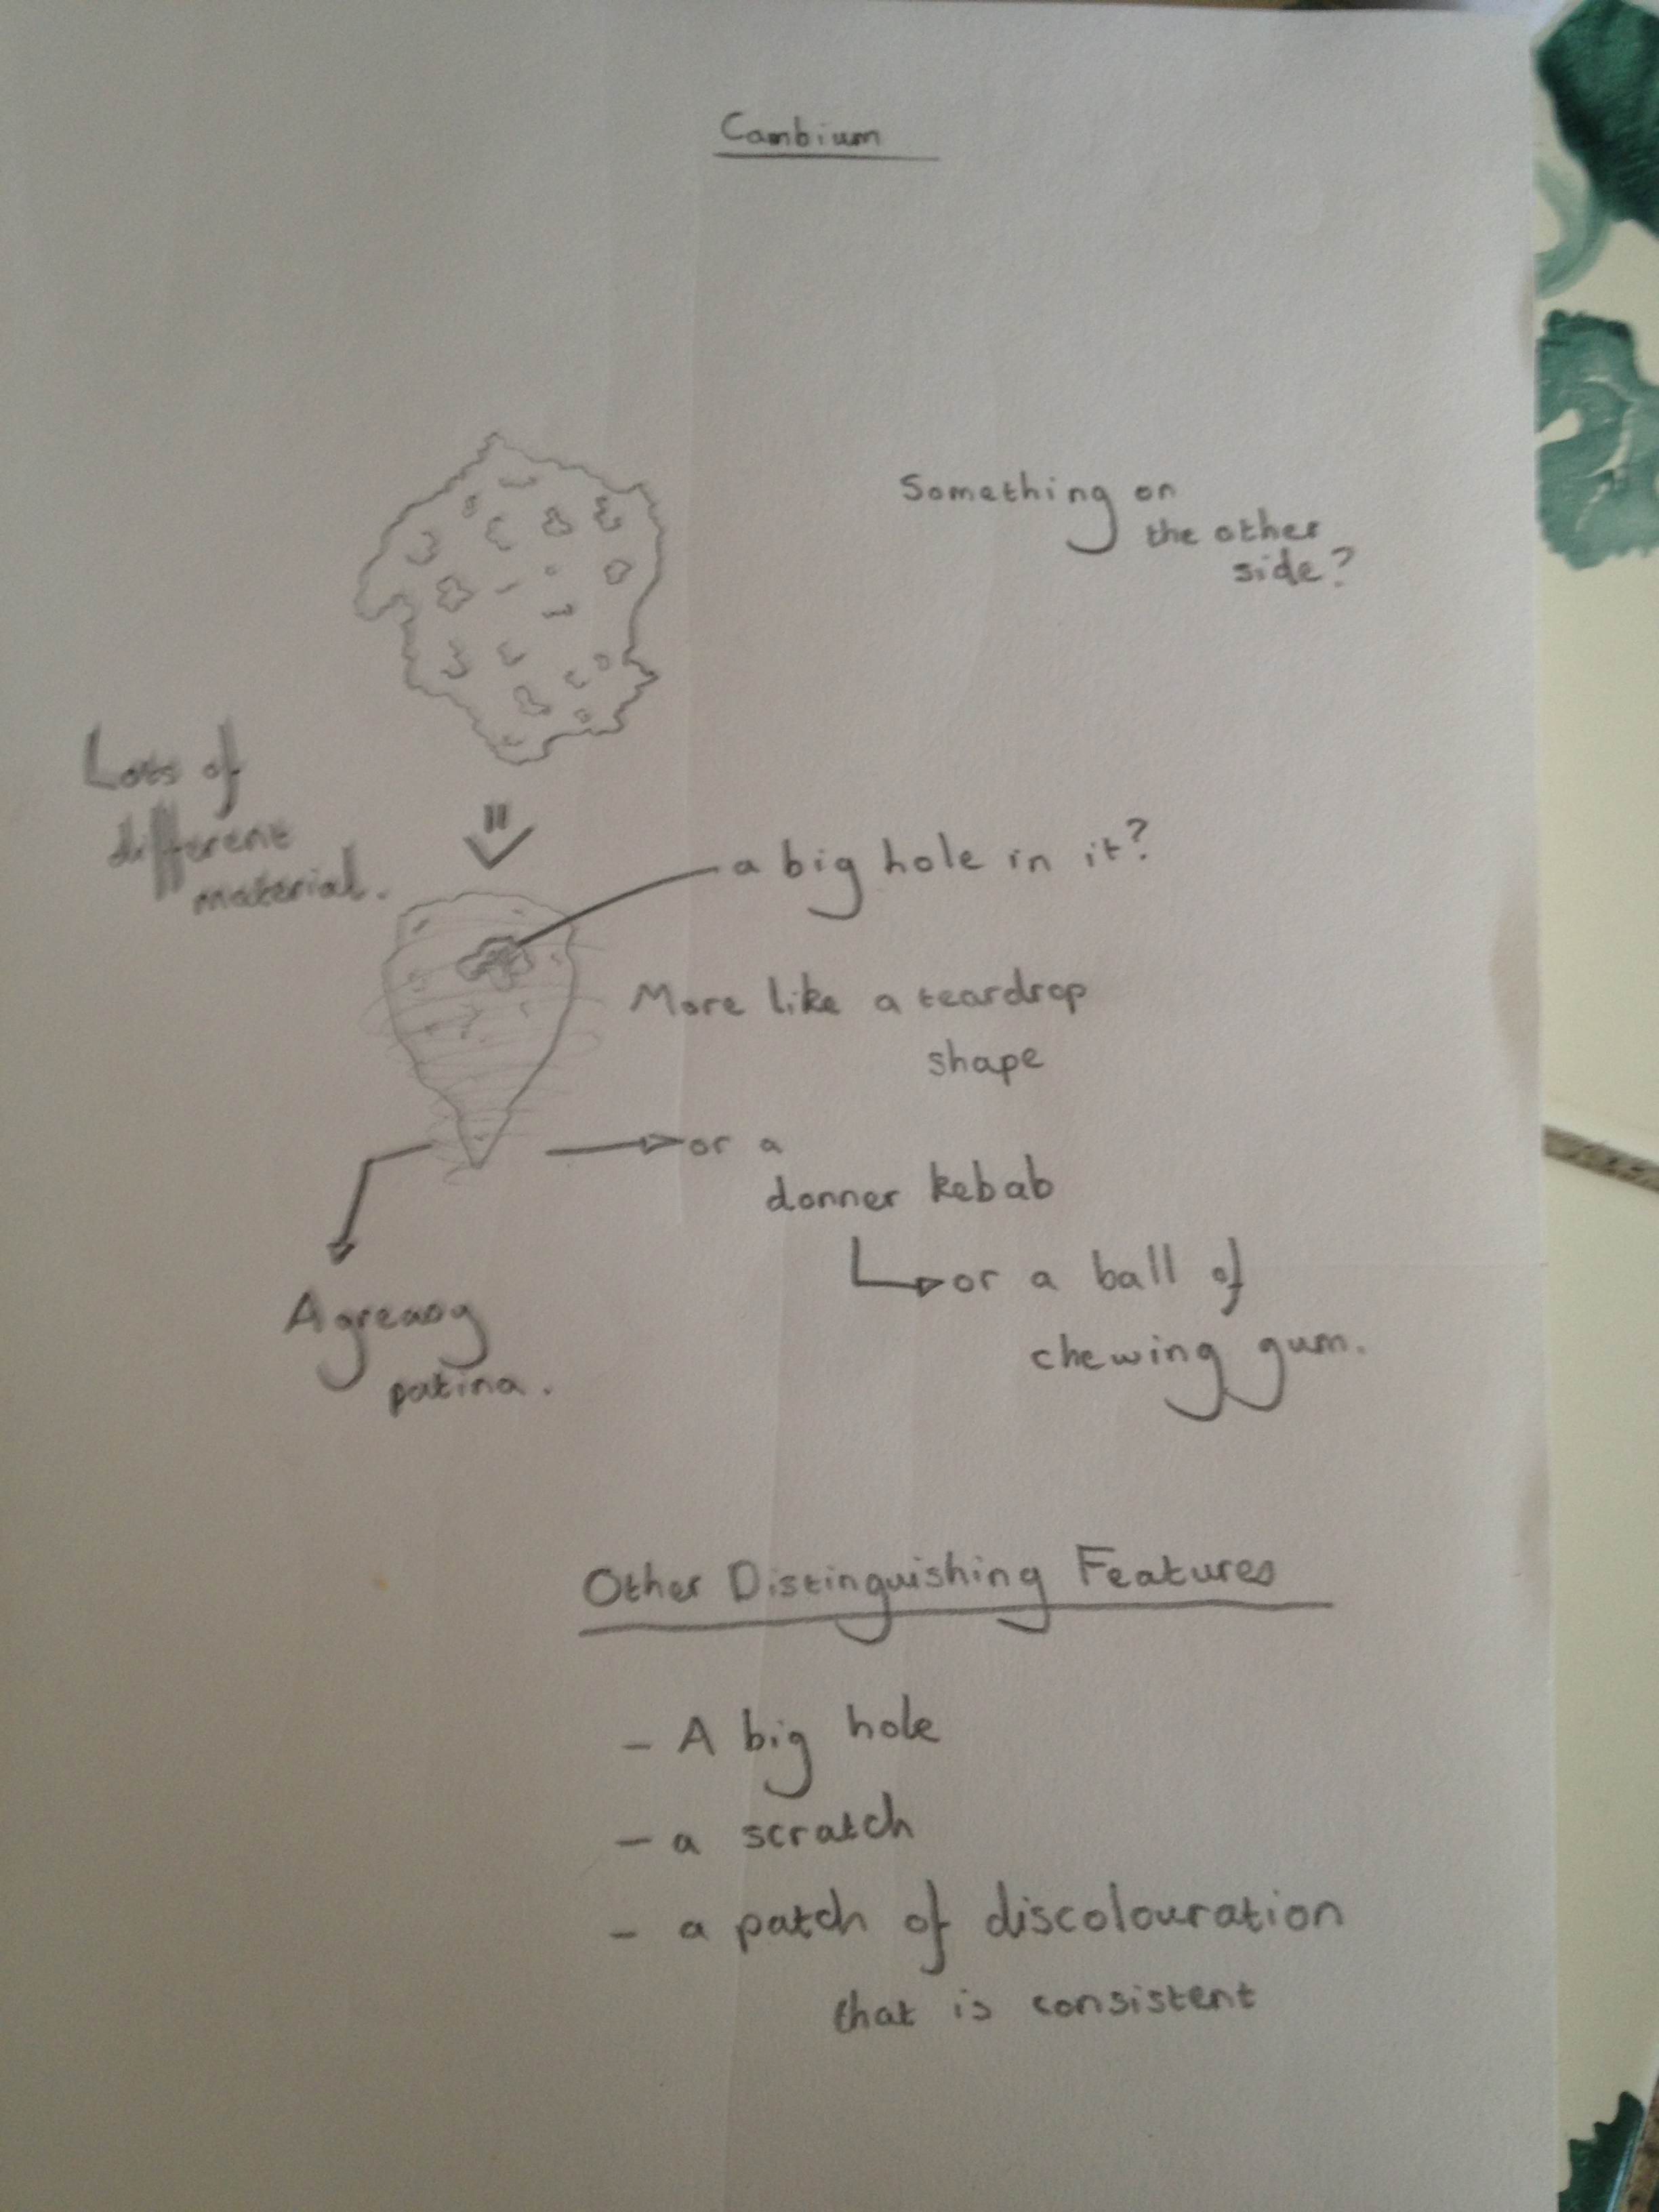 Cambium
Something on
the other
side?
Lots of
different
material.
a big hole in it?
More like a teardrop
shape
or a
donner kebab
or a ball of
chewing gum.
A greasy
patina.
Other Distinguishing Features
- A big hole
- a scratch
- a patch of discolouration
that is consistent